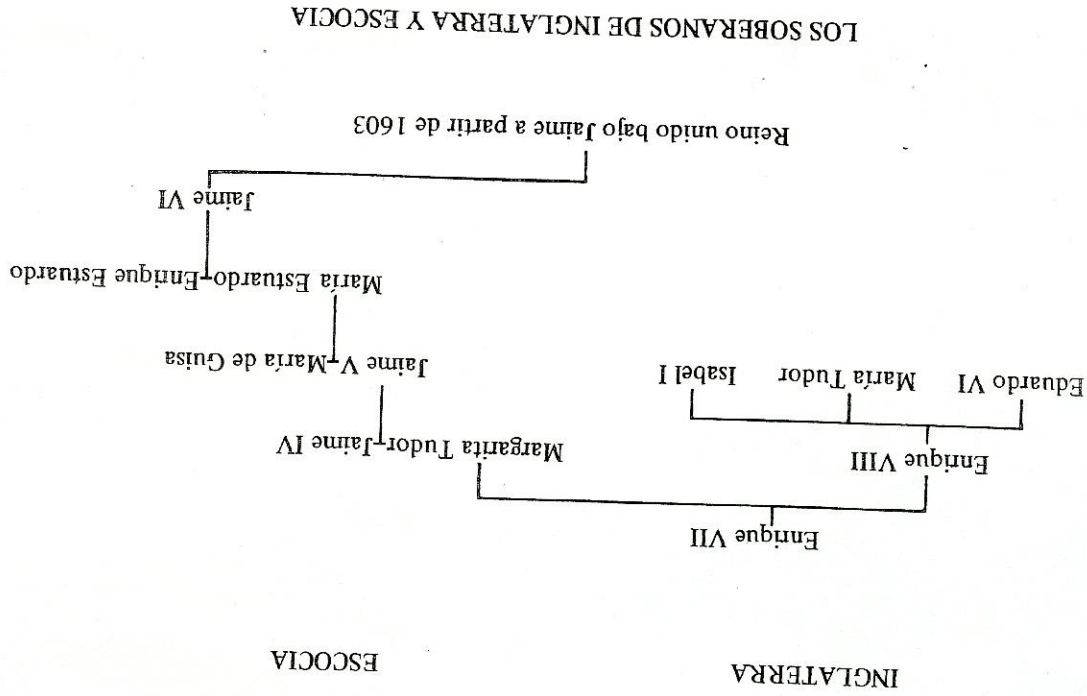 INGLATERRA ESCOCIA
Enrique VII
Enrique VIII Margarita Tudor-Jaime IV
Eduardo VI María Tudor Isabel I Jaime V-María de Guisa
María Estuardo-Enrique Estuardo
Jaime VI
Reino unido bajo Jaime a partir de 1603
LOS SOBERANOS DE INGLATERRA Y ESCOCIA